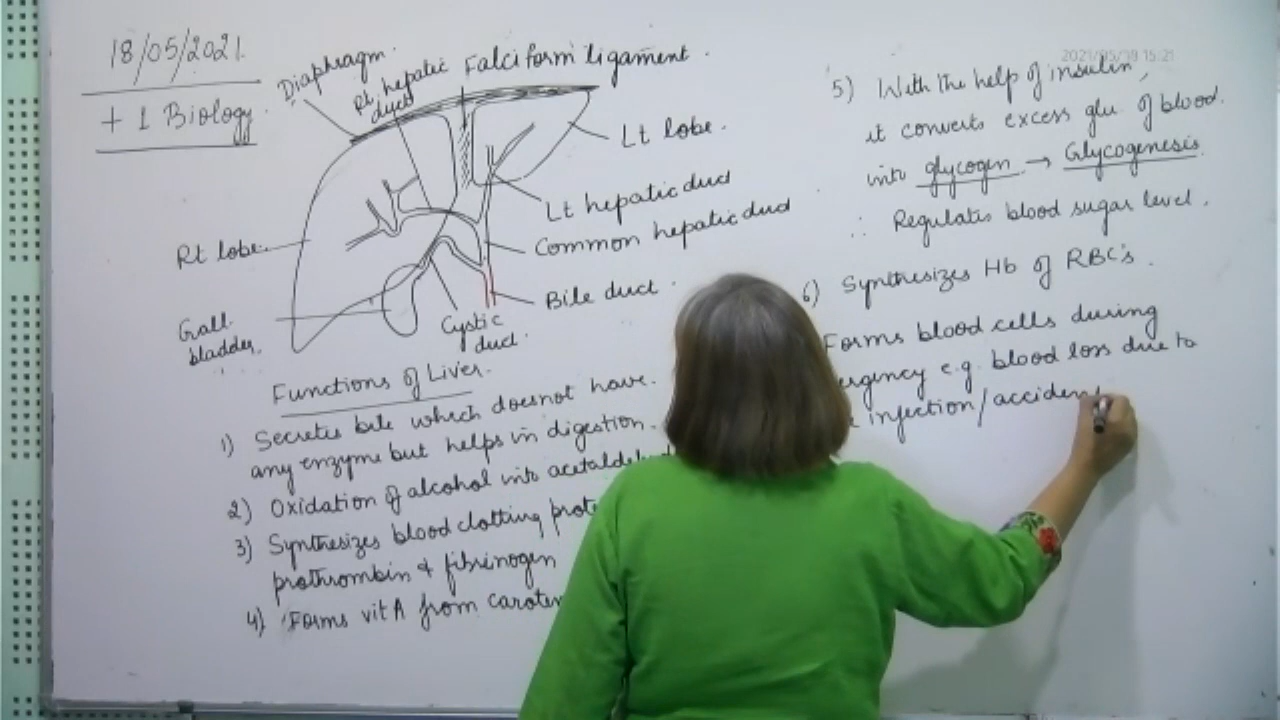 18/05/2021.
+ 1 Biology.
Diaphragm.
Rt. hepatic
duct
Falciform ligament.
Lt lobe.
Lt hepatic duct
Common hepatic duct
Bile duct.
Cystic
duct.
Rt lobe.
Gall
bladder.
Functions of Liver.
1) Secretes bile which doesnot have.
any enzyme but helps in digestion.
2) Oxidation of alcohol into
3) Synthesizes blood clotting
prothrombin & fibrinogen
4) Forms vit A from
2021/05/19 15:21
5) With the help of insulin,
it converts excess glu. of blood.
into glycogen → Glycogenesis.
∴ Regulates blood sugar level.
6) Synthesizes Hb of RBC's.
Forms blood cells during
e.g. blood loss due to
injection/accident